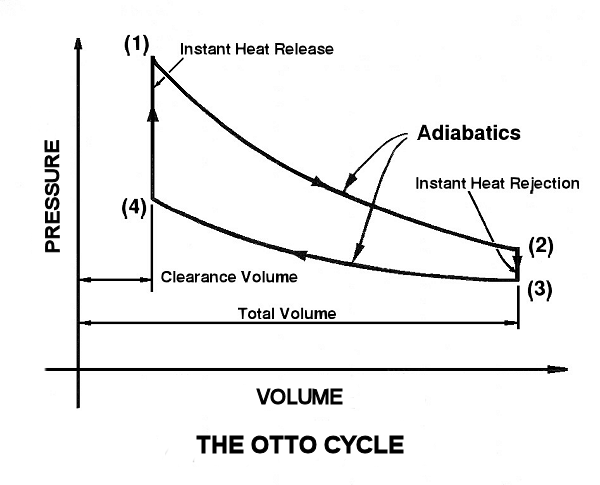 (1)
Instant Heat Release
Adiabatics
Instant Heat Rejection
PRESSURE
(4)
(2)
Clearance Volume
(3)
Total Volume
VOLUME
THE OTTO CYCLE